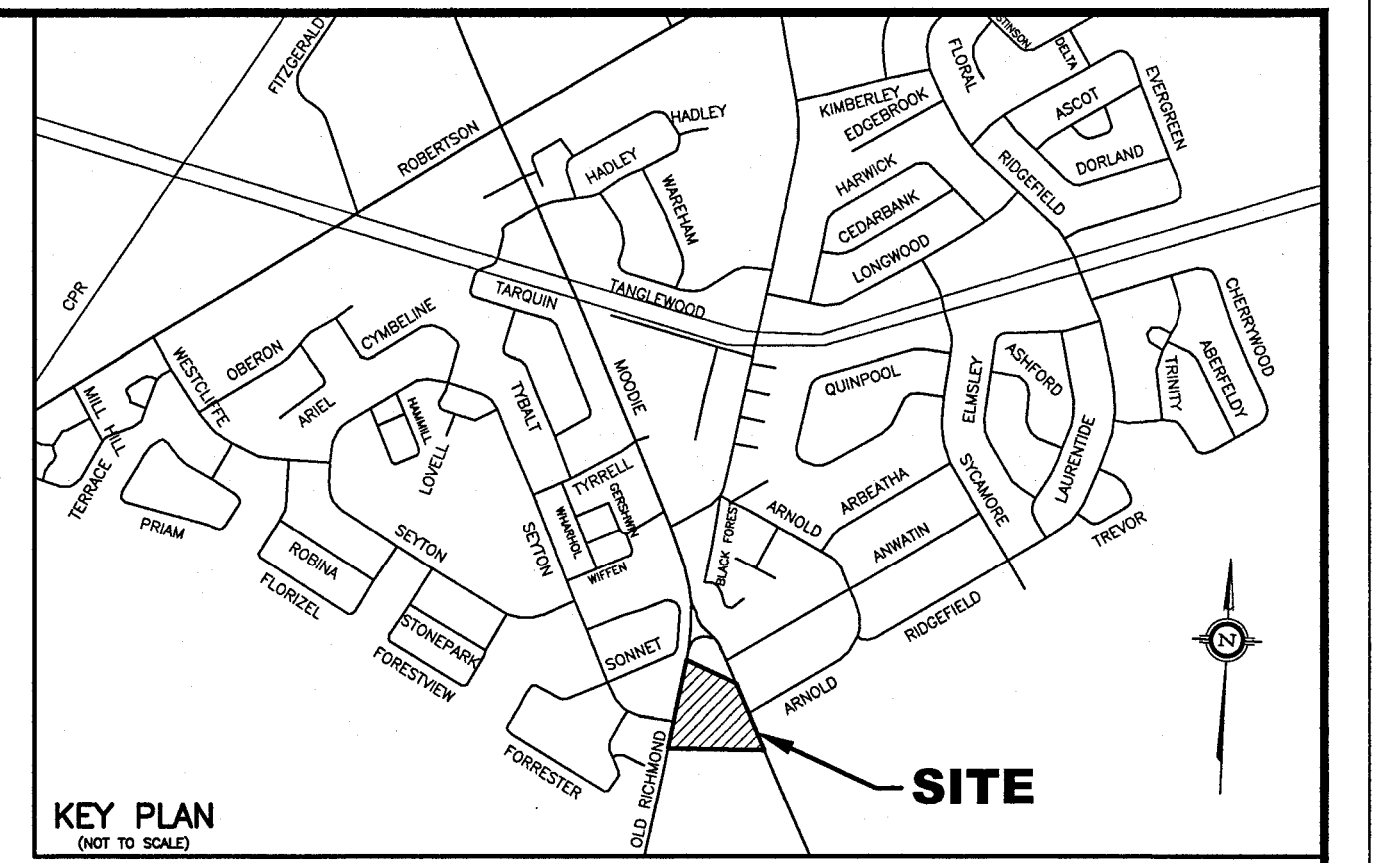 FITZGERALD
STINSON
DELTA
FLORAL
EVERGREEN
KIMBERLEY
EDGEBROOK
ASCOT
HADLEY
ROBERTSON
HADLEY
DORLAND
HARWICK
RIDGEFIELD
WAREHAM
CEDARBANK
LONGWOOD
CPR
TARQUIN
TANGLEWOOD
CHERRYWOOD
CYMBELINE
OBERON
WESTCLIFFE
MOODIE
ASHFORD
ABERFELDY
TRINITY
QUINPOOL
ELMSLEY
TYBALT
ARIEL
HAMILL
MILL HILL
LOVELL
LAURENTIDE
TERRACE
TYRRELL
GERSHWIN
SYCAMORE
ARBEATHA
PRIAM
WHARHOL
ARNOLD
BLACK FOREST
SEYTON
SEYTON
ANWATIN
TREVOR
ROBINA
WIFFEN
FLORIZEL
RIDGEFIELD
STONEPARK
N
SONNET
FORESTVIEW
ARNOLD
FORRESTER
OLD RICHMOND
SITE
KEY PLAN
(NOT TO SCALE)